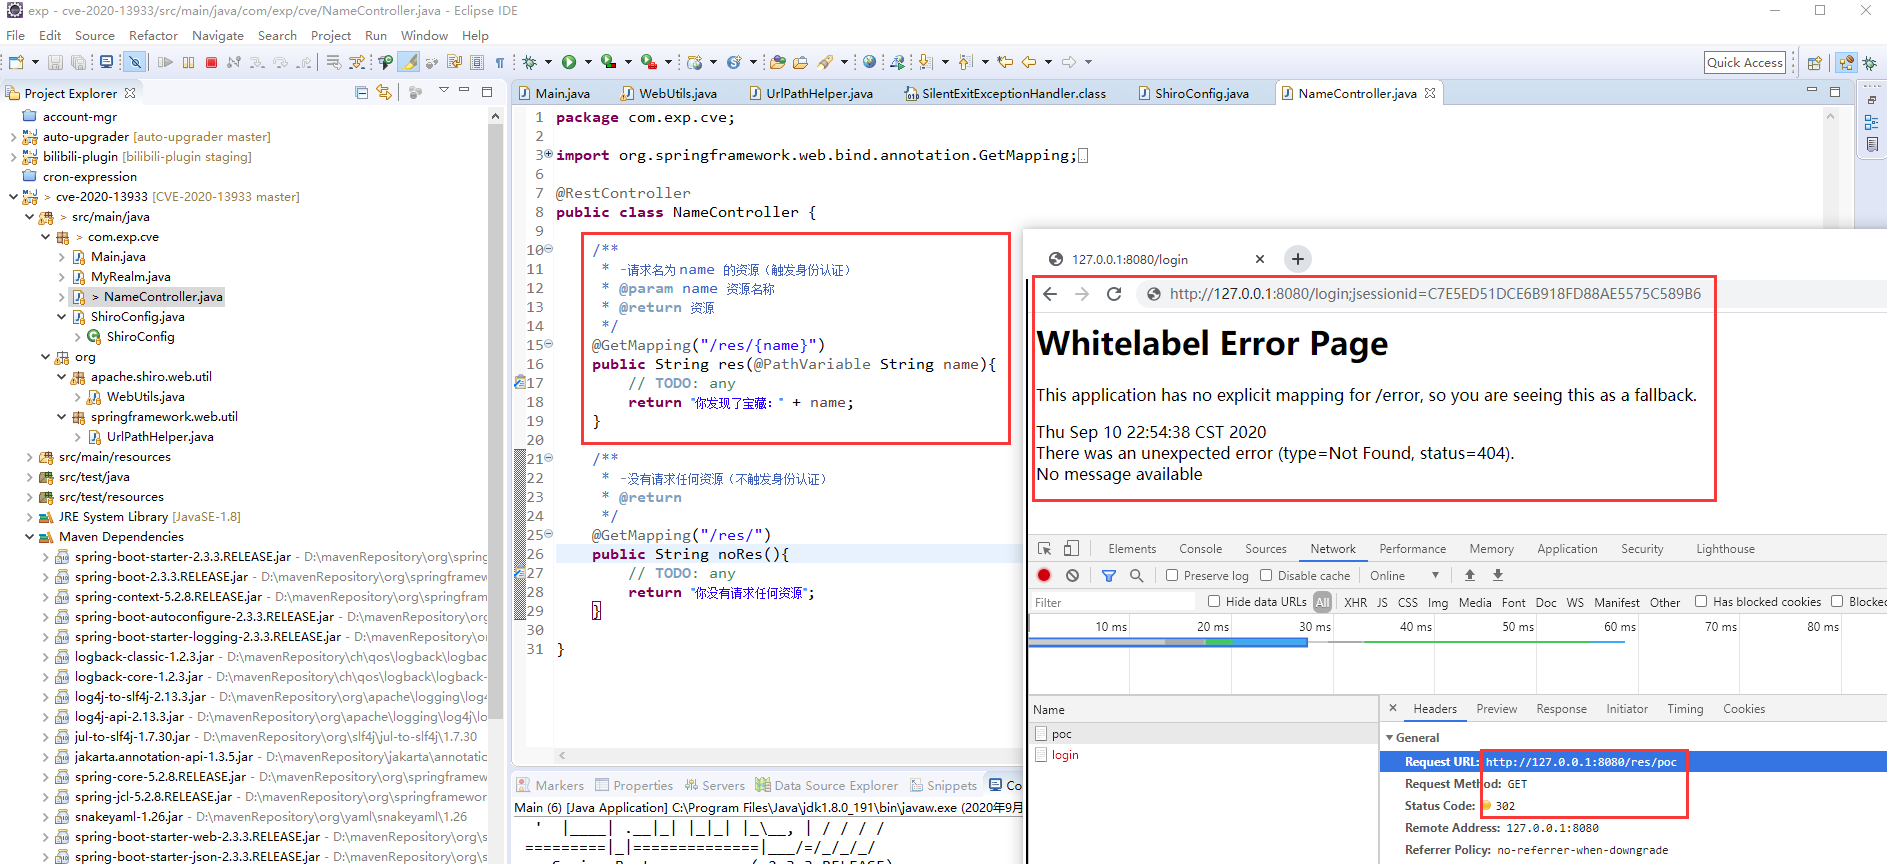 exp - cve-2020-13933/src/main/java/com/exp/cve/NameController.java - Eclipse IDE
File Edit Source Refactor Navigate Search Project Run Window Help
Quick Access
Project Explorer
account-mgr
auto-upgrader [auto-upgrader master]
bilibili-plugin [bilibili-plugin staging]
cron-expression
> cve-2020-13933 [CVE-2020-13933 master]
> src/main/java
> com.exp.cve
Main.java
MyRealm.java
> NameController.java
ShiroConfig.java
ShiroConfig
org
apache.shiro.web.util
WebUtils.java
springframework.web.util
UrlPathHelper.java
src/main/resources
src/test/java
src/test/resources
JRE System Library [JavaSE-1.8]
Maven Dependencies
spring-boot-starter-2.3.3.RELEASE.jar - D:\mavenRepository\org\spring
spring-boot-2.3.3.RELEASE.jar - D:\mavenRepository\org\springframew
spring-context-5.2.8.RELEASE.jar - D:\mavenRepository\org\springfram
spring-boot-autoconfigure-2.3.3.RELEASE.jar - D:\mavenRepository\or
spring-boot-starter-logging-2.3.3.RELEASE.jar - D:\mavenRepository\o
logback-classic-1.2.3.jar - D:\mavenRepository\ch\qos\logback\logbac
logback-core-1.2.3.jar - D:\mavenRepository\ch\qos\logback\logback-
log4j-to-slf4j-2.13.3.jar - D:\mavenRepository\org\apache\logging\log4
log4j-api-2.13.3.jar - D:\mavenRepository\org\apache\logging\log4j\lo
jul-to-slf4j-1.7.30.jar - D:\mavenRepository\org\slf4j\jul-to-slf4j\1.7.30
jakarta.annotation-api-1.3.5.jar - D:\mavenRepository\jakarta\annotatio
spring-core-5.2.8.RELEASE.jar - D:\mavenRepository\org\springframewo
spring-jcl-5.2.8.RELEASE.jar - D:\mavenRepository\org\springframewor
snakeyaml-1.26.jar - D:\mavenRepository\org\yaml\snakeyaml\1.26
spring-boot-starter-web-2.3.3.RELEASE.jar - D:\mavenRepository\org\s
spring-boot-starter-json-2.3.3.RELEASE.jar - D:\mavenRepository\org\s
Main.java WebUtils.java UrlPathHelper.java SilentExitExceptionHandler.class ShiroConfig.java NameController.java
1 package com.exp.cve;
2
3 import org.springframework.web.bind.annotation.GetMapping;
6
7 @RestController
8 public class NameController {
9
10 /**
11 * -请求名为 name 的资源（触发身份认证）
12 * @param name 资源名称
13 * @return 资源
14 */
15 @GetMapping("/res/{name}")
16 public String res(@PathVariable String name){
17 // TODO: any
18 return "你发现了宝藏: " + name;
19 }
20
21 /**
22 * -没有请求任何资源（不触发身份认证）
23 * @return
24 */
25 @GetMapping("/res/")
26 public String noRes(){
27 // TODO: any
28 return "你没有请求任何资源";
29 }
30
31 }
Markers Properties Servers Data Source Explorer Snippets Co
Main (6) [Java Application] C:\Program Files\Java\jdk1.8.0_191\bin\javaw.exe (2020年9月
' |____| .__|_| |_|_| |_\__, | / / / /
=========|_|==============|___/=/_/_/_/
127.0.0.1:8080/login
http://127.0.0.1:8080/login;jsessionid=C7E5ED51DCE6B918FD88AE5575C589B6
Whitelabel Error Page
This application has no explicit mapping for /error, so you are seeing this as a fallback.
Thu Sep 10 22:54:38 CST 2020
There was an unexpected error (type=Not Found, status=404).
No message available
Elements Console Sources Network Performance Memory Application Security Lighthouse
Preserve log Disable cache Online
Filter Hide data URLs All XHR JS CSS Img Media Font Doc WS Manifest Other Has blocked cookies Blocked
10 ms 20 ms 30 ms 40 ms 50 ms 60 ms 70 ms 80 ms
Name
poc
login
Headers Preview Response Initiator Timing Cookies
General
Request URL: http://127.0.0.1:8080/res/poc
Request Method: GET
Status Code: 302
Remote Address: 127.0.0.1:8080
Referrer Policy: no-referrer-when-downgrade